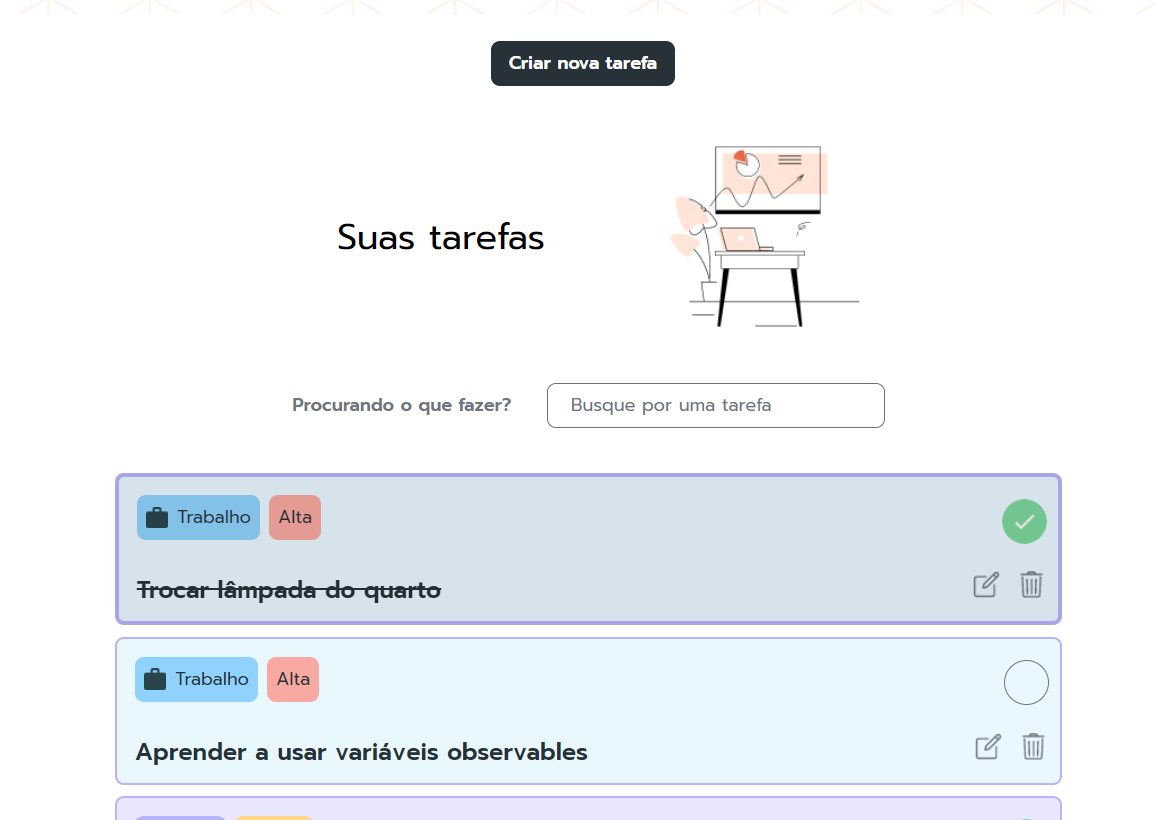 Criar nova tarefa
Suas tarefas
Procurando o que fazer?
Busque por uma tarefa
Trabalho
Alta
Trocar lâmpada do quarto
Trabalho
Alta
Aprender a usar variáveis observables